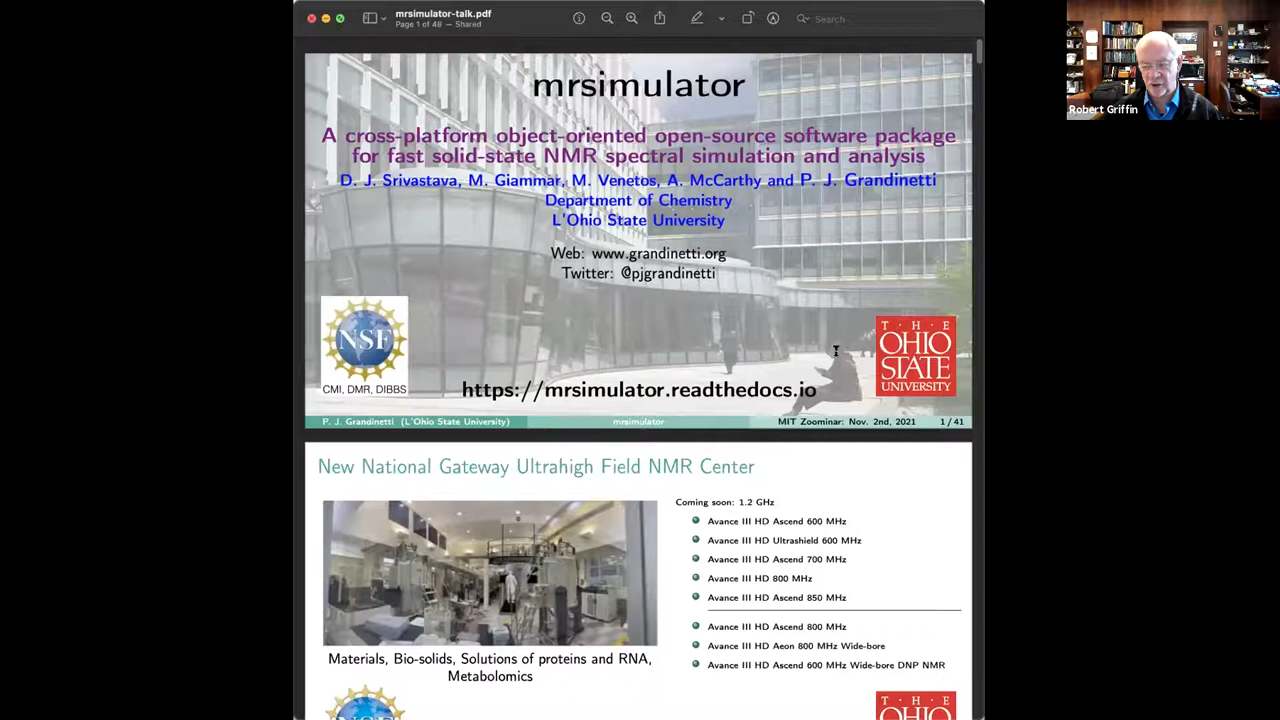 mrsimulator-talk.pdf
Page 1 of 48 — Shared
Search
mrsimulator
A cross-platform object-oriented open-source software package
for fast solid-state NMR spectral simulation and analysis
D. J. Srivastava, M. Giammar, M. Venetos, A. McCarthy and P. J. Grandinetti
Department of Chemistry
L'Ohio State University
Web: www.grandinetti.org
Twitter: @pjgrandinetti
NSF
CMI, DMR, DIBBS
https://mrsimulator.readthedocs.io
T · H · E
OHIO
STATE
UNIVERSITY
P. J. Grandinetti (L'Ohio State University)
mrsimulator
MIT Zoominar: Nov. 2nd, 2021
1 / 41
New National Gateway Ultrahigh Field NMR Center
Coming soon: 1.2 GHz
Avance III HD Ascend 600 MHz
Avance III HD Ultrashield 600 MHz
Avance III HD Ascend 700 MHz
Avance III HD 800 MHz
Avance III HD Ascend 850 MHz
Avance III HD Ascend 800 MHz
Avance III HD Aeon 800 MHz Wide-bore
Avance III HD Ascend 600 MHz Wide-bore DNP NMR
Materials, Bio-solids, Solutions of proteins and RNA,
Metabolomics
T · H · E
OHIO
Robert Griffin